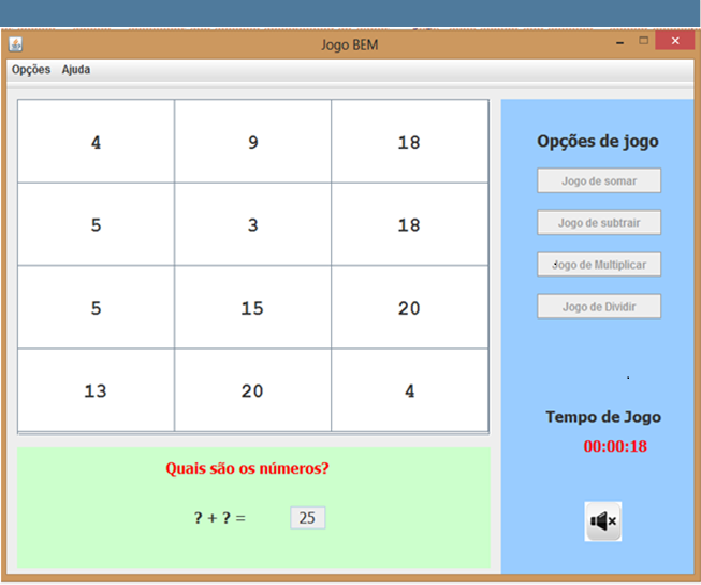 Jogo BEM
Opções Ajuda
4 9 18
5 3 18
5 15 20
13 20 4
Quais são os números?
? + ? = 25
Opções de jogo
Jogo de somar
Jogo de subtrair
Jogo de Multiplicar
Jogo de Dividir
Tempo de Jogo
00:00:18